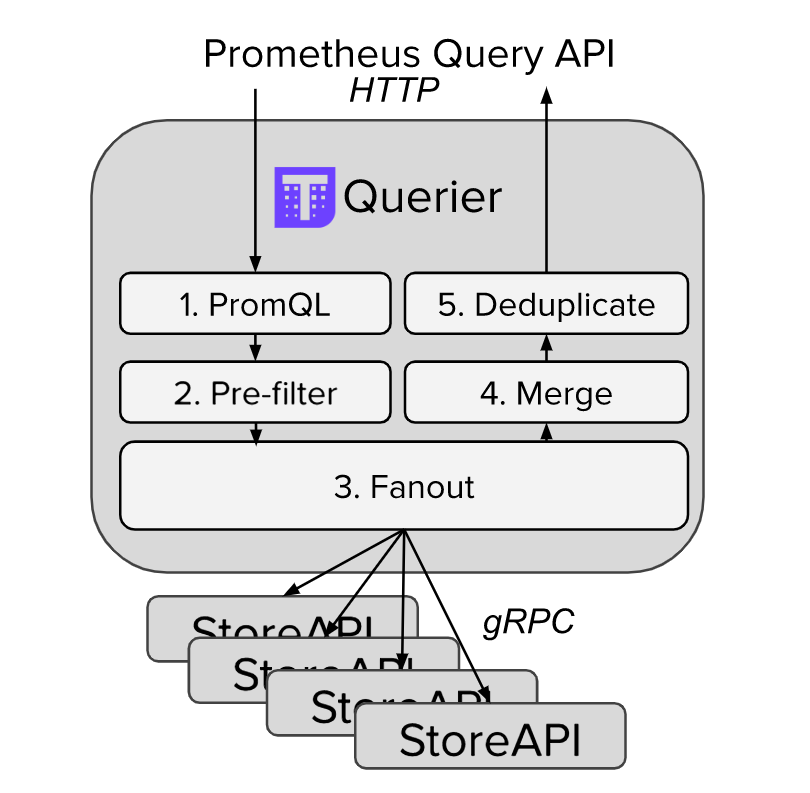 Prometheus Query API
HTTP
T Querier
1. PromQL
5. Deduplicate
2. Pre-filter
4. Merge
3. Fanout
StoreAPI
gRPC
StoreAPI
StoreAPI
StoreAPI